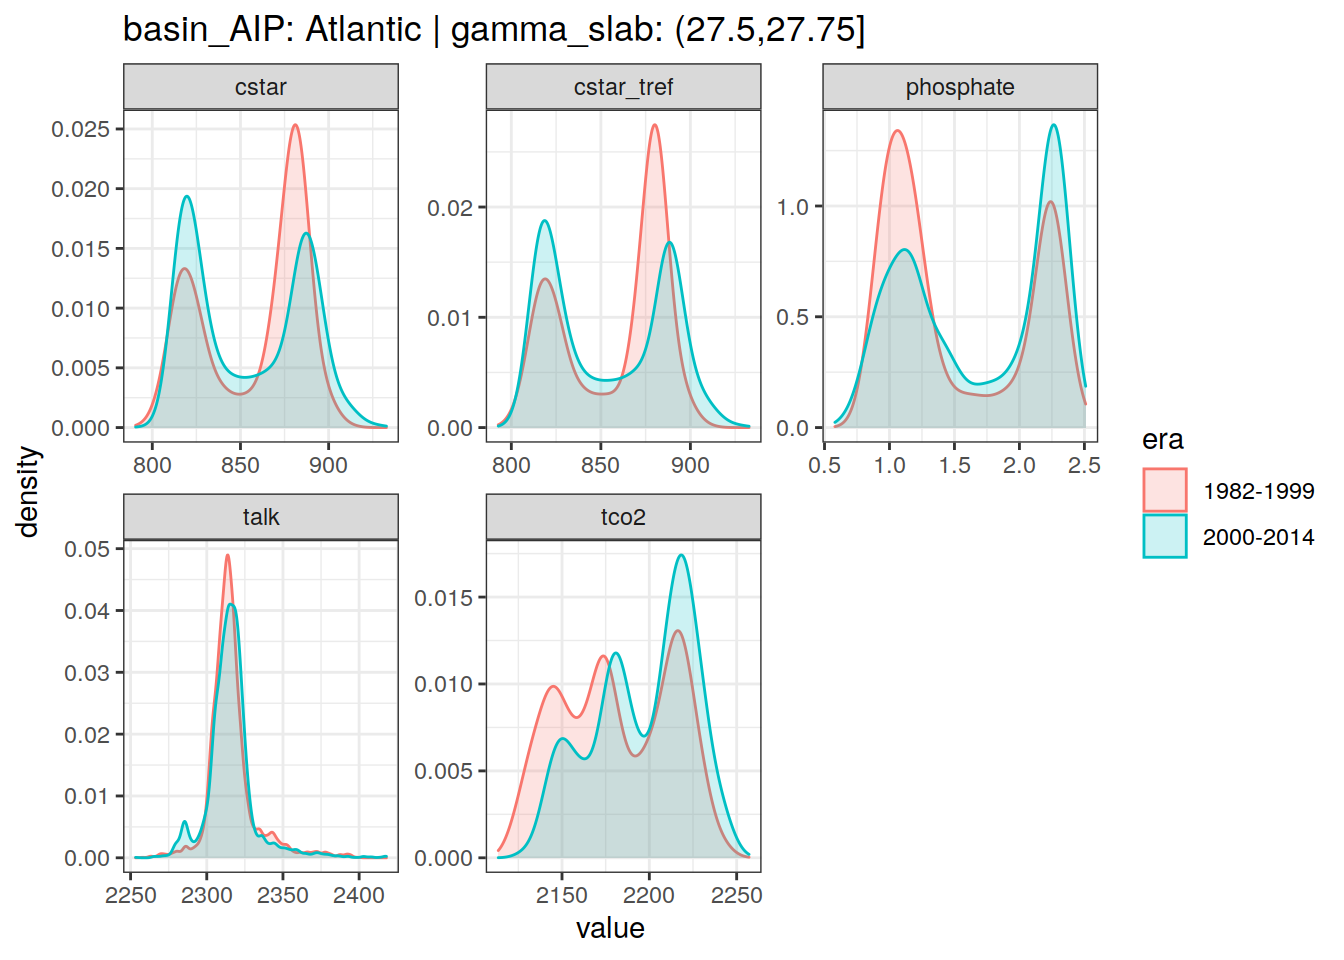 basin_AIP: Atlantic | gamma_slab: (27.5,27.75]
cstar
cstar_tref
phosphate
0.025
0.020
0.015
0.010
0.005
0.000
0.02
0.01
0.00
1.0
0.5
0.0
800 850 900
800 850 900
0.5 1.0 1.5 2.0 2.5
density
talk
tco2
0.05
0.04
0.03
0.02
0.01
0.00
0.015
0.010
0.005
0.000
2250 2300 2350 2400
2150 2200 2250
value
era
1982-1999
2000-2014